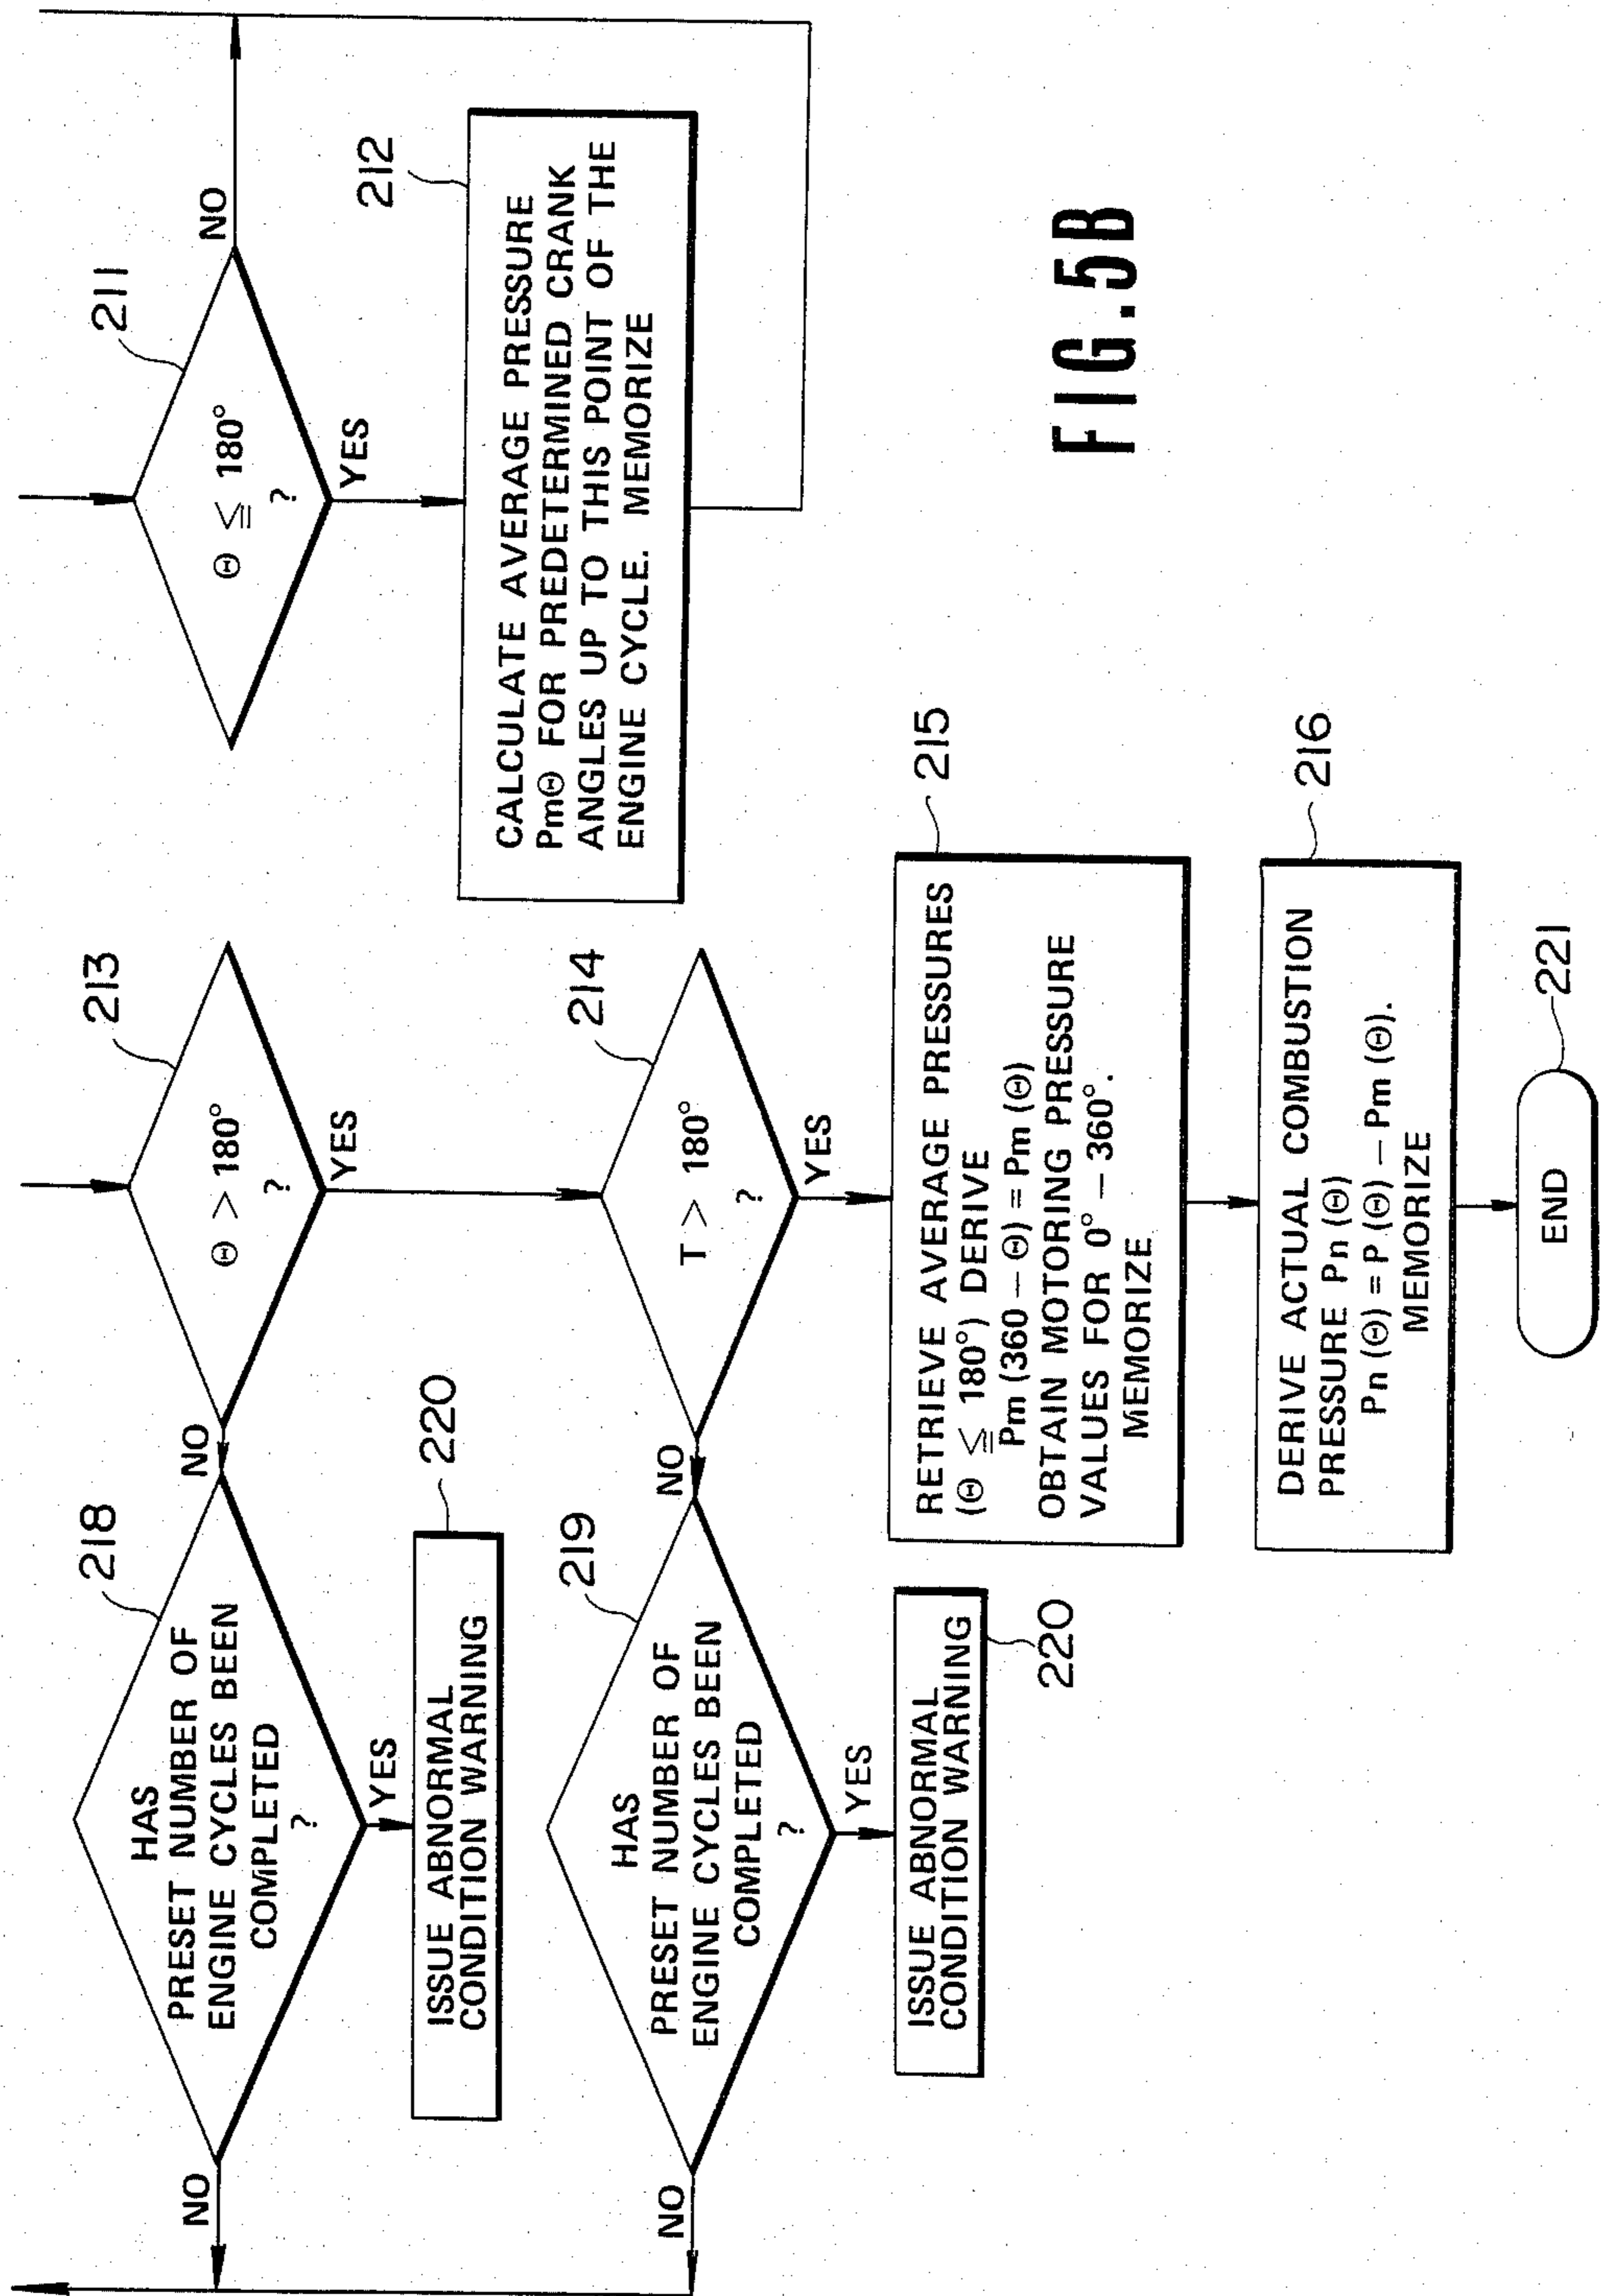 218
HAS
PRESET NUMBER OF
ENGINE CYCLES BEEN
COMPLETED
?
NO
YES
220
ISSUE ABNORMAL
CONDITION WARNING
NO
213
Θ > 180°
?
YES
219
HAS
PRESET NUMBER OF
ENGINE CYCLES BEEN
COMPLETED
?
NO
YES
ISSUE ABNORMAL
CONDITION WARNING
220
NO
214
T > 180°
?
YES
215
RETRIEVE AVERAGE PRESSURES
(Θ ≦ 180°) DERIVE
Pm (360 – Θ) = Pm (Θ)
OBTAIN MOTORING PRESSURE
VALUES FOR 0° – 360°.
MEMORIZE
216
DERIVE ACTUAL COMBUSTION
PRESSURE Pn (Θ)
Pn (Θ) = P (Θ) – Pm (Θ).
MEMORIZE
221
END
211
Θ ≦ 180°
?
NO
YES
212
CALCULATE AVERAGE PRESSURE
PmΘ FOR PREDETERMINED CRANK
ANGLES UP TO THIS POINT OF THE
ENGINE CYCLE. MEMORIZE
FIG.5B